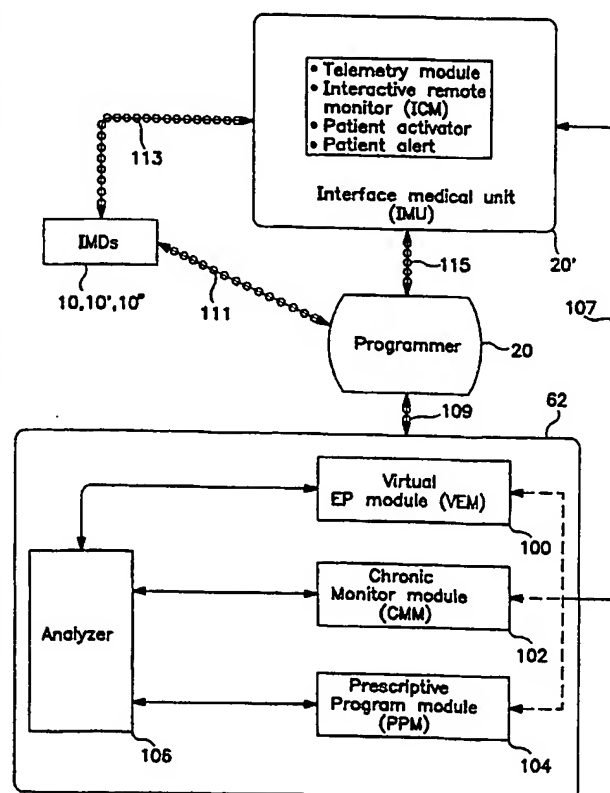 • Telemetry module
• Interactive remote
monitor (ICM)
• Patient activator
• Patient alert
Interface medical unit
(IMU)
113
20'
IMDs
10,10',10"
111
115
107
Programmer
20
109
62
Virtual
EP module (VEM)
100
Chronic
Monitor module
(CMM)
102
Analyzer
106
Prescriptive
Program module
(PPM)
104